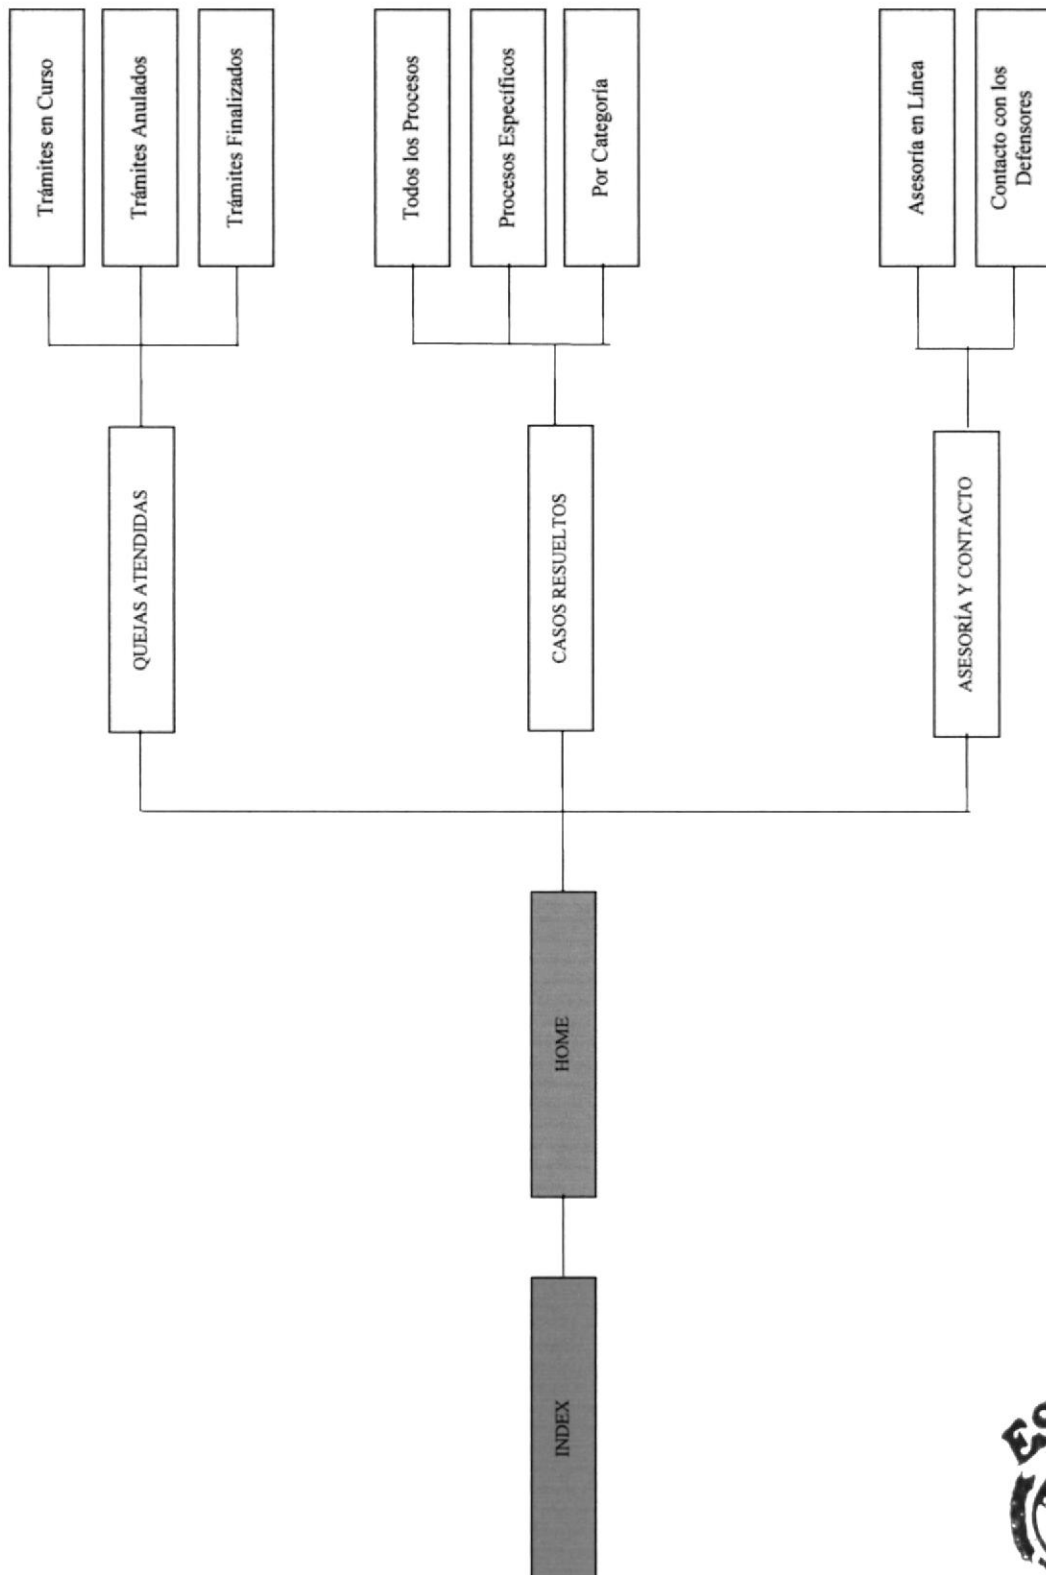 INDEX
HOME
QUEJAS ATENDIDAS
Trámites en Curso
Trámites Anulados
Trámites Finalizados
CASOS RESUELTOS
Todos los Procesos
Procesos Específicos
Por Categoría
ASESORÍA Y CONTACTO
Asesoría en Línea
Contacto con los
Defensores